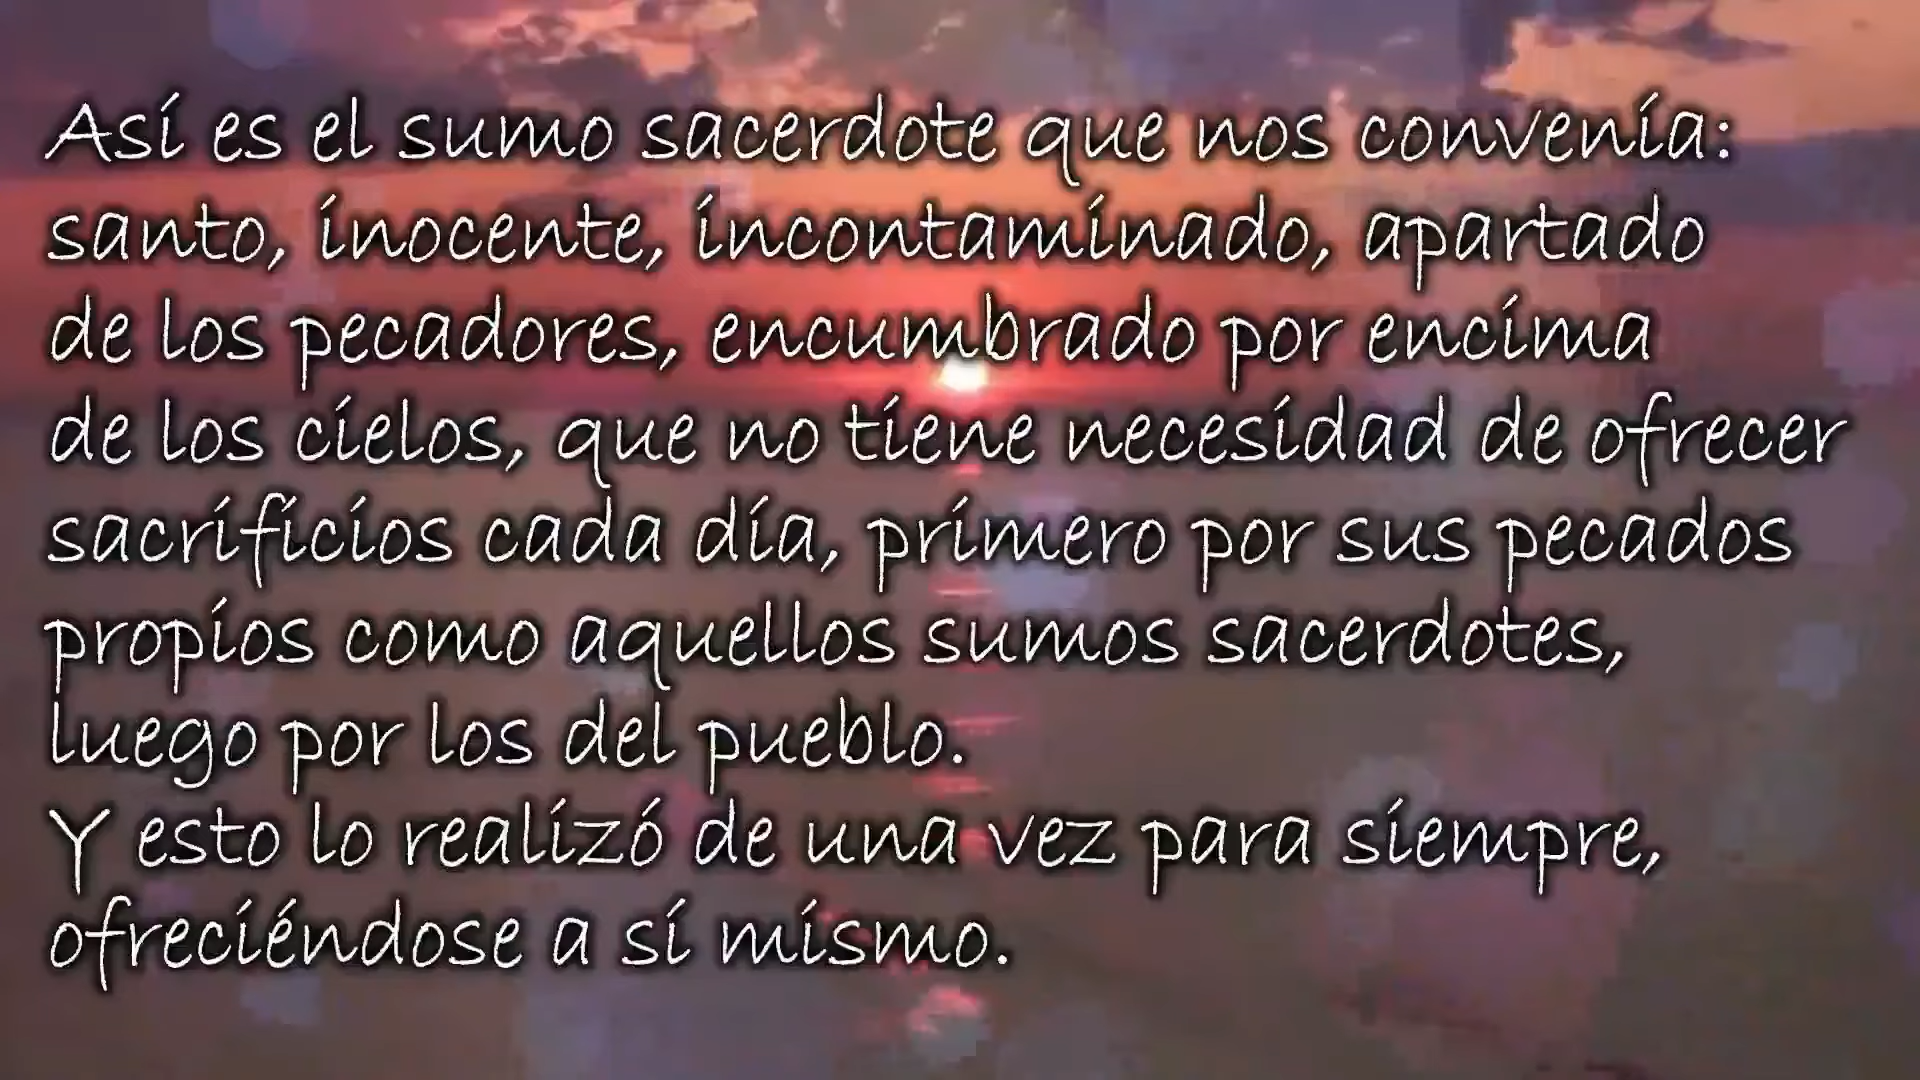 Así es el sumo sacerdote que nos convenía:
santo, inocente, incontaminado, apartado
de los pecadores, encumbrado por encima
de los cielos, que no tiene necesidad de ofrecer
sacrificios cada día, primero por sus pecados
propios como aquellos sumos sacerdotes,
luego por los del pueblo.
Y esto lo realizó de una vez para siempre,
ofreciéndose a sí mismo.